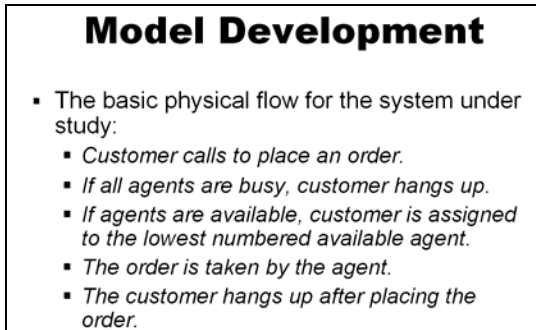 Model Development
▪ The basic physical flow for the system under
study:
▪ Customer calls to place an order.
▪ If all agents are busy, customer hangs up.
▪ If agents are available, customer is assigned
to the lowest numbered available agent.
▪ The order is taken by the agent.
▪ The customer hangs up after placing the
order.